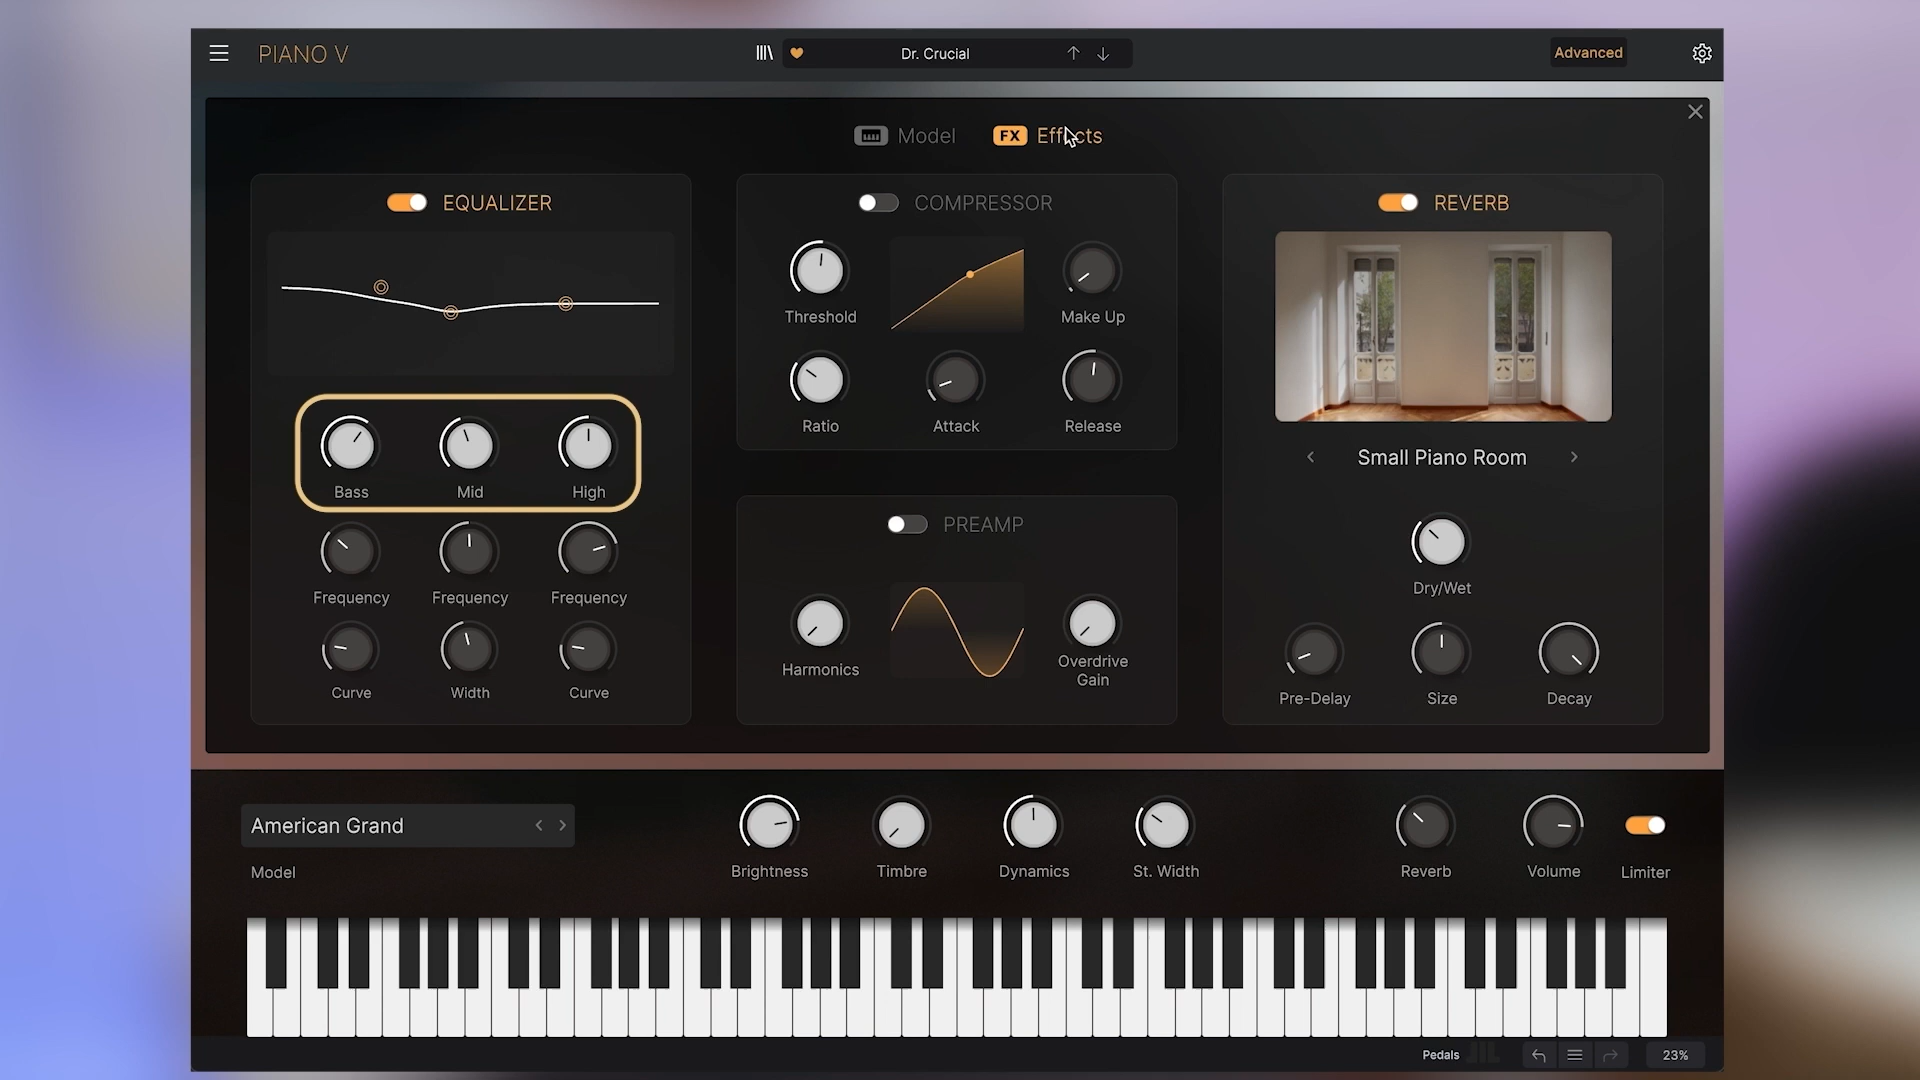 PIANO V
Dr. Crucial
Advanced
Model
FX Effects
EQUALIZER
Bass Mid High
Frequency Frequency Frequency
Curve Width Curve
COMPRESSOR
Threshold Make Up
Ratio Attack Release
PREAMP
Harmonics
Overdrive
Gain
REVERB
Small Piano Room
Dry/Wet
Pre-Delay Size Decay
American Grand
Model
Brightness Timbre Dynamics St. Width Reverb Volume Limiter
Pedals
23%